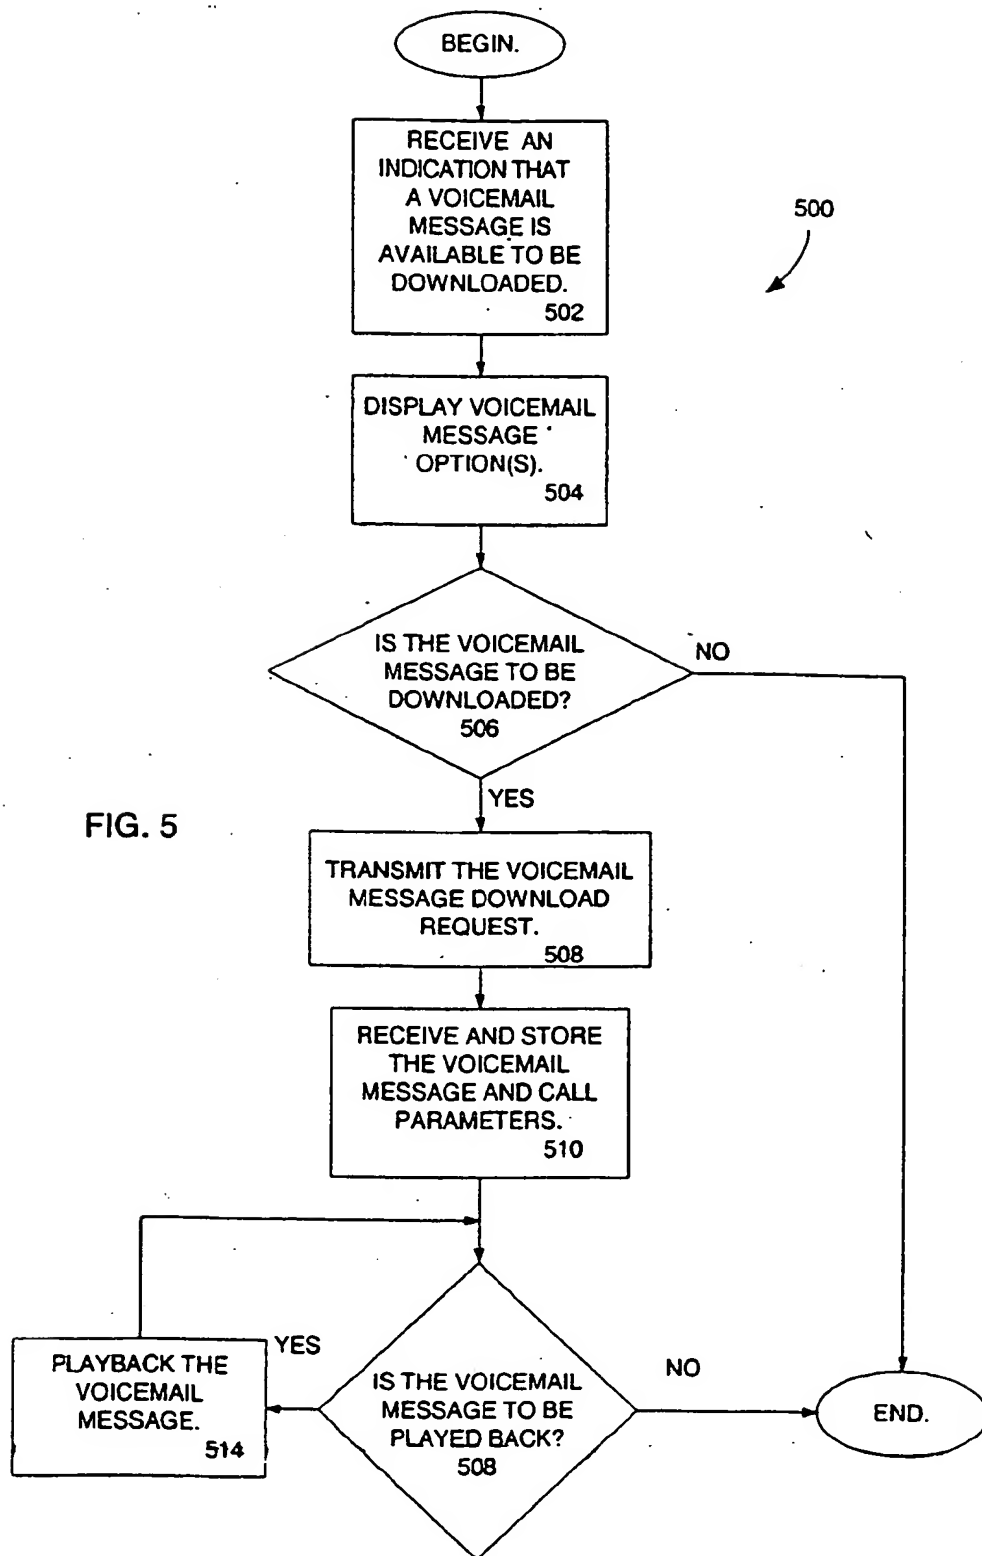 BEGIN.
RECEIVE AN
INDICATION THAT
A VOICEMAIL
MESSAGE IS
AVAILABLE TO BE
DOWNLOADED.
502
500
DISPLAY VOICEMAIL
MESSAGE
OPTION(S).
504
IS THE VOICEMAIL
MESSAGE TO BE
DOWNLOADED?
506
NO
YES
FIG. 5
TRANSMIT THE VOICEMAIL
MESSAGE DOWNLOAD
REQUEST.
508
RECEIVE AND STORE
THE VOICEMAIL
MESSAGE AND CALL
PARAMETERS.
510
YES
PLAYBACK THE
VOICEMAIL
MESSAGE.
514
IS THE VOICEMAIL
MESSAGE TO BE
PLAYED BACK?
508
NO
END.